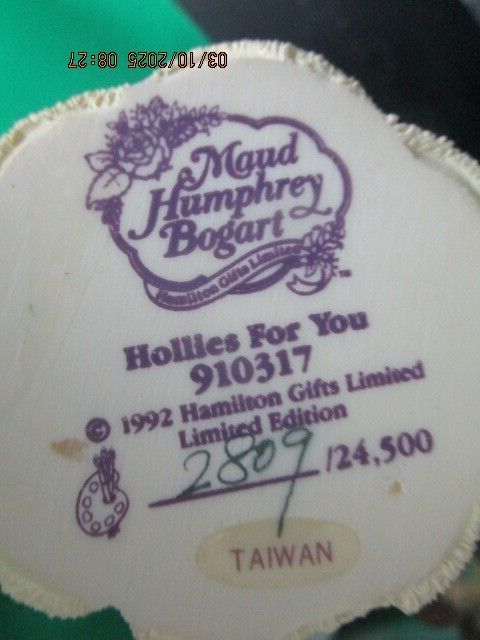 03/10/2025 08:27
Maud
Humphrey
Bogart
Hamilton Gifts Limited
™
Hollies For You
910317
© 1992 Hamilton Gifts Limited
Limited Edition
2809 /24,500
TAIWAN